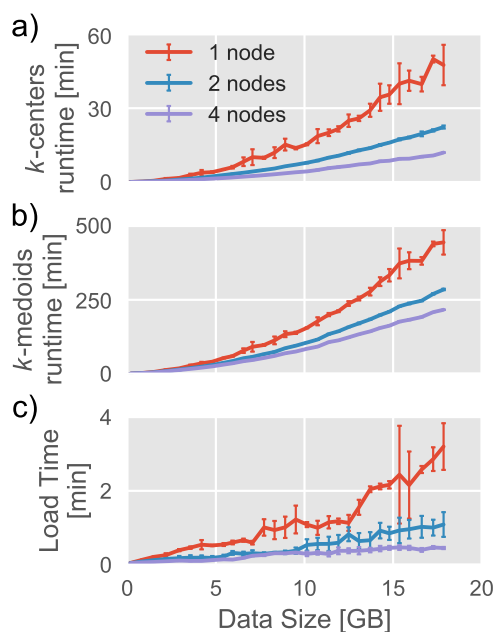 a)
k-centers
runtime [min]
60
30
0
1 node
2 nodes
4 nodes
b)
k-medoids
runtime [min]
500
250
0
c)
Load Time
[min]
4
2
0
0 5 10 15 20
Data Size [GB]